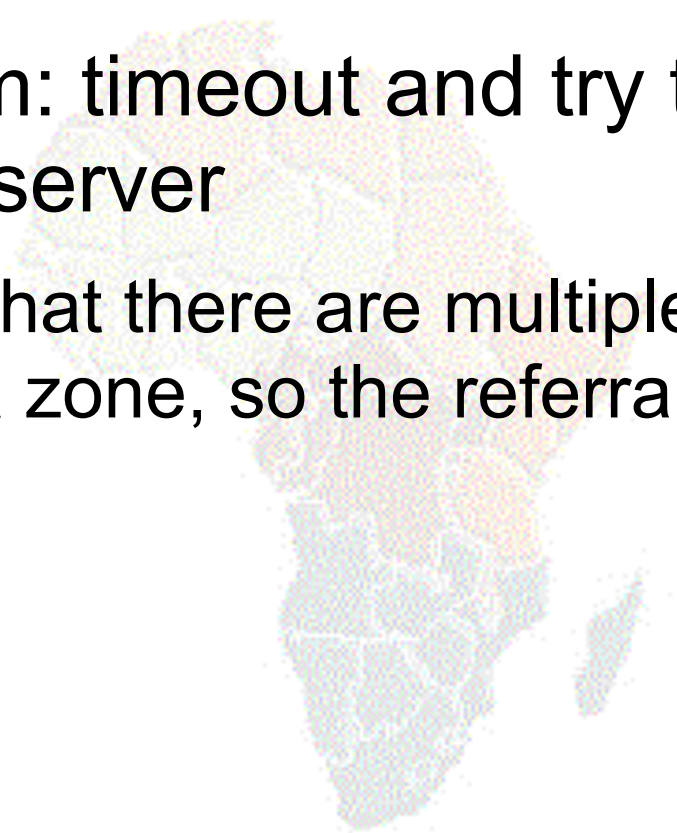 m: timeout and try t
server
hat there are multiple
zone, so the referra